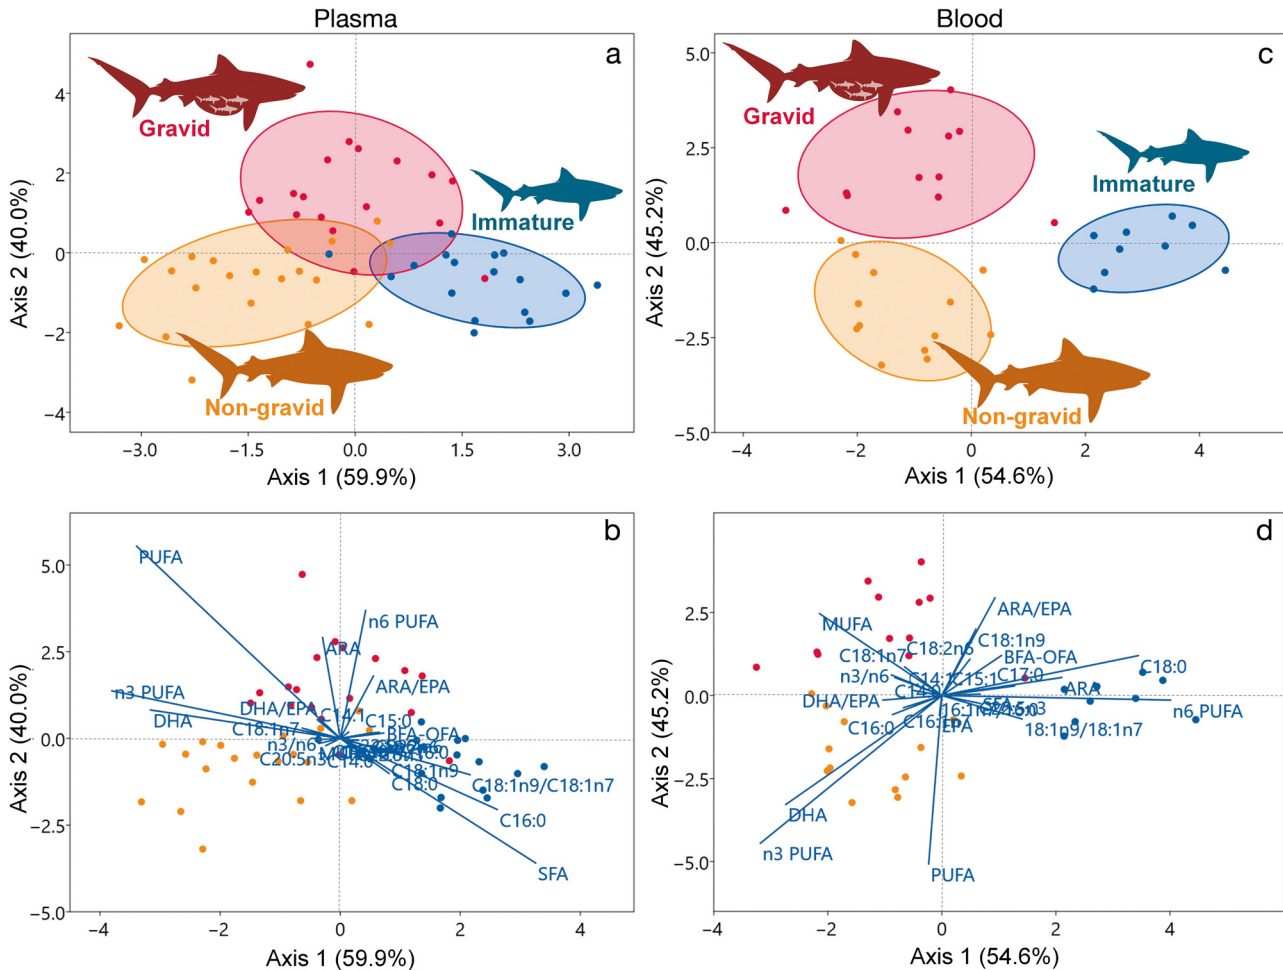 Plasma
Blood
a
4
2
0
−2
−4
−3.0
−1.5
0.0
1.5
3.0
Axis 2 (40.0%)
Axis 1 (59.9%)
Gravid
Immature
Non-gravid
c
5.0
2.5
0.0
−2.5
−5.0
−4
−2
0
2
4
Axis 2 (45.2%)
Axis 1 (54.6%)
Gravid
Immature
Non-gravid
b
5.0
2.5
0.0
−2.5
−5.0
−4
−2
0
2
4
Axis 2 (40.0%)
Axis 1 (59.9%)
PUFA
n6 PUFA
ARA
ARA/EPA
n3 PUFA
DHA
DHA/EPA
C14:1
C15:0
C18:1n7
BFA-OFA
n3/n6
C20:5n3
C14:0
C18:1n9
C18:0
C18:1n9/C18:1n7
C16:0
SFA
d
2.5
0.0
−2.5
−5.0
−4
−2
0
2
4
Axis 2 (45.2%)
Axis 1 (54.6%)
ARA/EPA
MUFA
C18:1n9
C18:2n6
C18:1n7
BFA-OFA
C18:0
n3/n6
C14:1
C15:1
C17:0
ARA
DHA/EPA
SFA
n6 PUFA
C16:0
EPA
18:1n9/18:1n7
DHA
n3 PUFA
PUFA